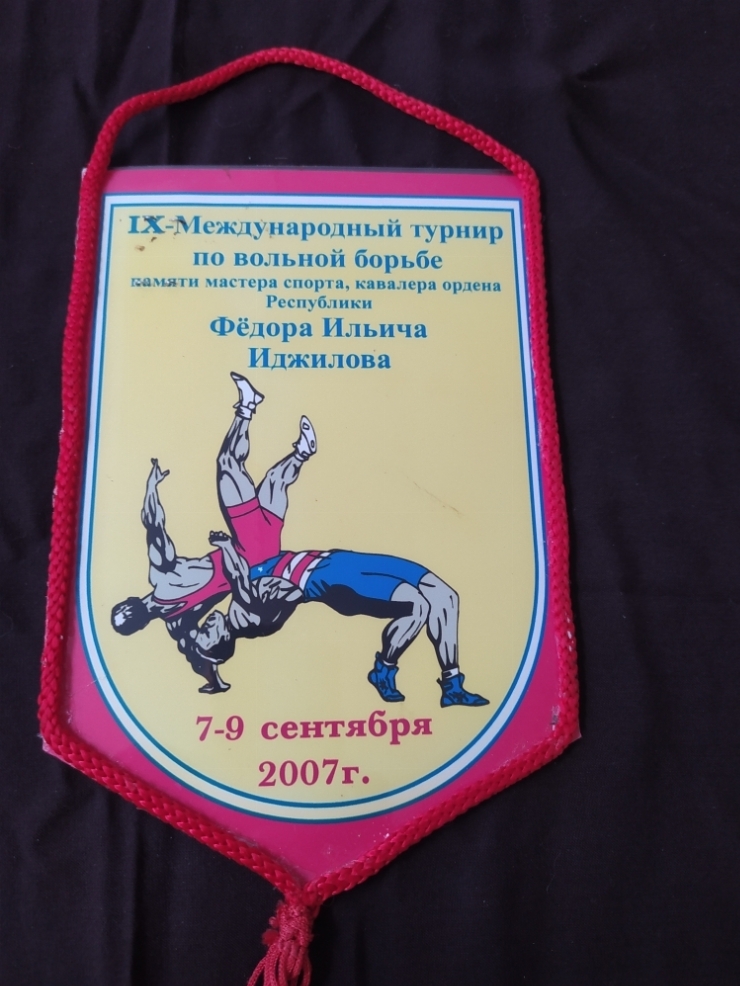 IX-Международный турнир
по вольной борьбе
памяти мастера спорта, кавалера ордена
Республики
Фёдора Ильича
Иджилова
7-9 сентября
2007г.